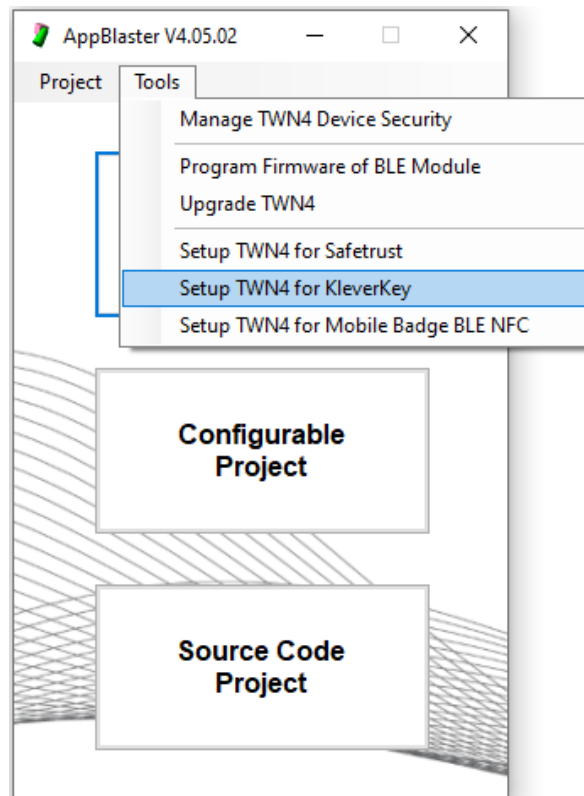 AppBlaster V4.05.02
Project Tools
Manage TWN4 Device Security
Program Firmware of BLE Module
Upgrade TWN4
Setup TWN4 for Safetrust
Setup TWN4 for KleverKey
Setup TWN4 for Mobile Badge BLE NFC
Configurable
Project
Source Code
Project